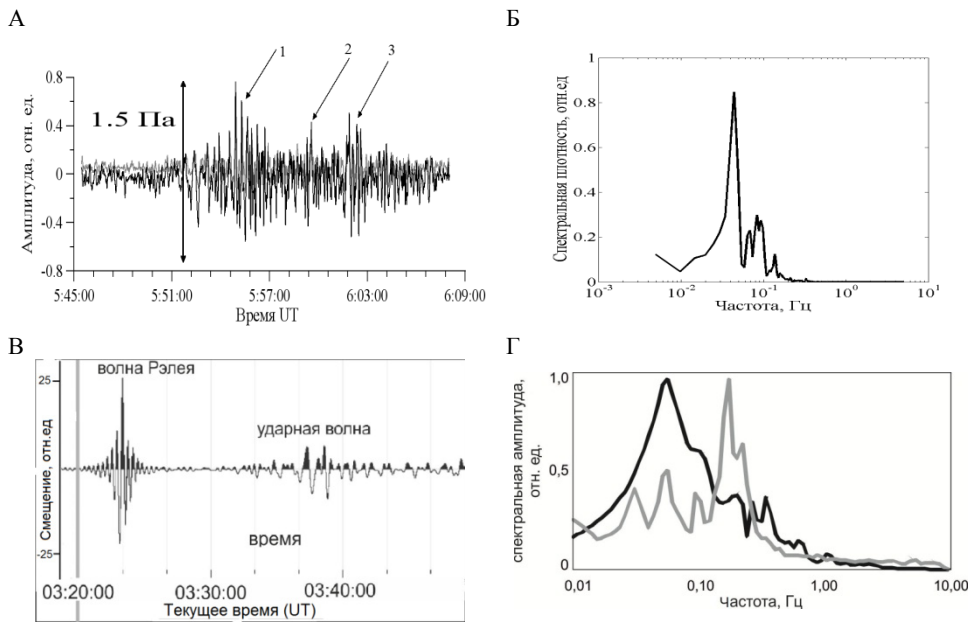 А
1
2
3
Амплитуда, отн. ед.
0.8
0.4
0
-0.4
-0.8
1.5 Па
5:45:00
5:51:00
5:57:00
6:03:00
6:09:00
Время UT
Б
Спектральная плотность, отн.ед
1
0.8
0.6
0.4
0.2
0
10-3
10-2
10-1
100
101
Частота, Гц
В
Смещение, отн.ед
25
-25
волна Рэлея
ударная волна
время
03:20:00
03:30:00
03:40:00
Текущее время (UT)
Г
спектральная амплитуда,
отн. ед.
1,0
0,5
0
0,01
0,10
1,00
10,00
Частота, Гц